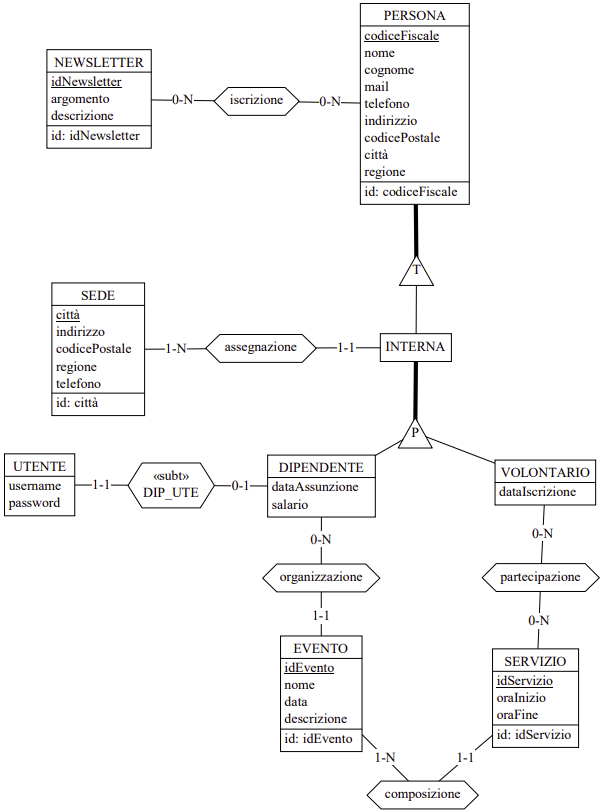 PERSONA
codiceFiscale
nome
cognome
mail
telefono
indirizzio
codicePostale
città
regione
id: codiceFiscale
NEWSLETTER
idNewsletter
argomento
descrizione
id: idNewsletter
0-N
iscrizione
0-N
T
SEDE
città
indirizzo
codicePostale
regione
telefono
id: città
1-N
assegnazione
1-1
INTERNA
P
UTENTE
username
password
1-1
«subt»
DIP_UTE
0-1
DIPENDENTE
dataAssunzione
salario
VOLONTARIO
dataIscrizione
0-N
organizzazione
1-1
0-N
partecipazione
0-N
EVENTO
idEvento
nome
data
descrizione
id: idEvento
SERVIZIO
idServizio
oraInizio
oraFine
id: idServizio
1-N
composizione
1-1